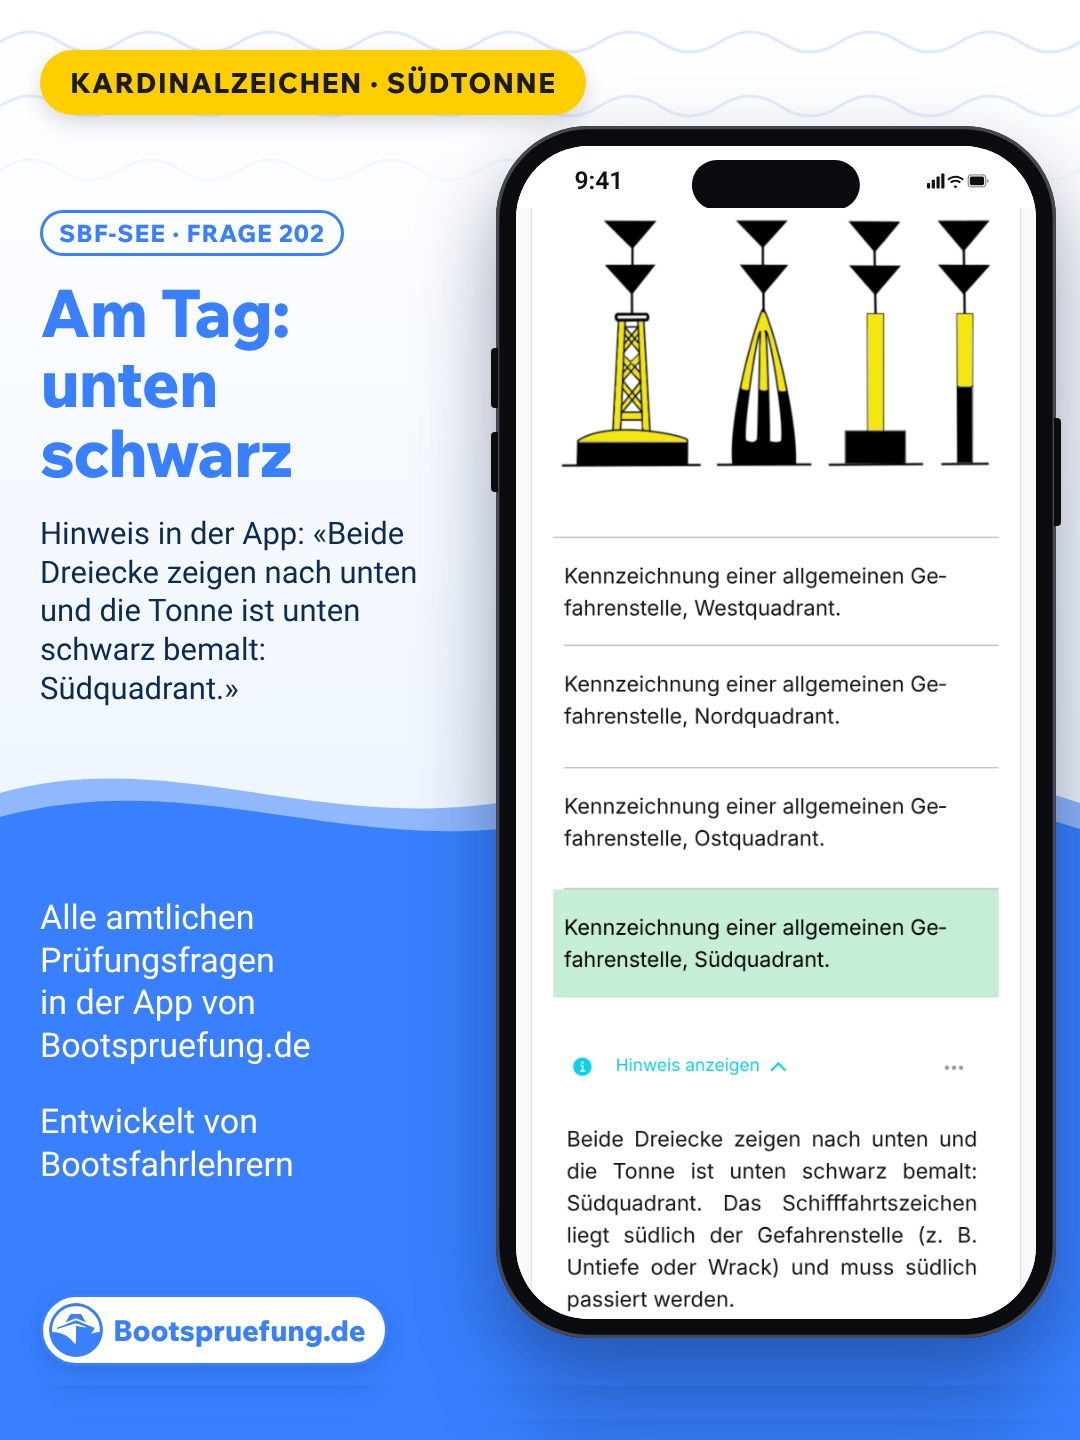 KARDINALZEICHEN · SÜDTONNE
SBF-SEE · FRAGE 202
Am Tag:
unten
schwarz
Hinweis in der App: «Beide
Dreiecke zeigen nach unten
und die Tonne ist unten
schwarz bemalt:
Südquadrant.»
Alle amtlichen
Prüfungsfragen
in der App von
Bootspruefung.de
Entwickelt von
Bootsfahrlehrern
Bootspruefung.de
9:41
Kennzeichnung einer allgemeinen Ge-
fahrenstelle, Westquadrant.
Kennzeichnung einer allgemeinen Ge-
fahrenstelle, Nordquadrant.
Kennzeichnung einer allgemeinen Ge-
fahrenstelle, Ostquadrant.
Kennzeichnung einer allgemeinen Ge-
fahrenstelle, Südquadrant.
Hinweis anzeigen
Beide Dreiecke zeigen nach unten und
die Tonne ist unten schwarz bemalt:
Südquadrant. Das Schifffahrtszeichen
liegt südlich der Gefahrenstelle (z. B.
Untiefe oder Wrack) und muss südlich
passiert werden.